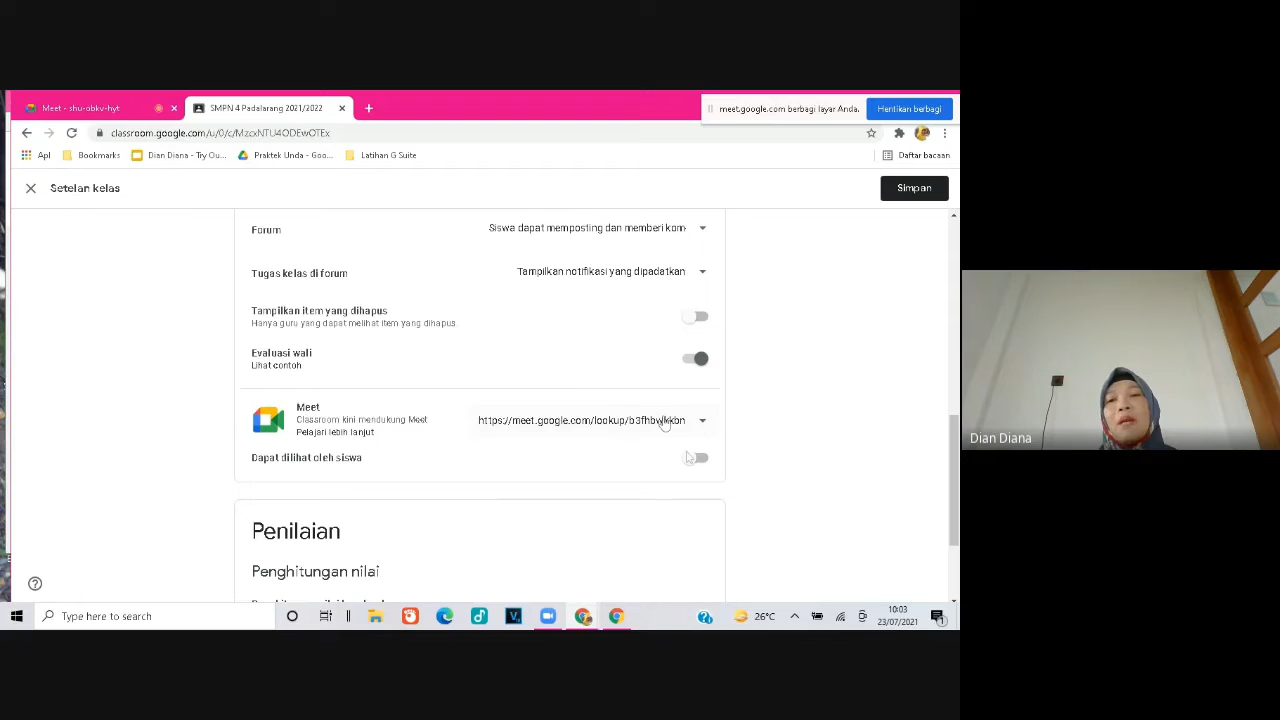 Meet - shu-obkv-hyt
SMPN 4 Padalarang 2021/2022
meet.google.com berbagi layar Anda.
Hentikan berbagi
classroom.google.com/u/0/c/MzcxNTU4ODEwOTEx
Apl
Bookmarks
Dian Diana - Try Ou...
Praktek Unda - Goo...
Latihan G Suite
Daftar bacaan
Setelan kelas
Simpan
Forum
Siswa dapat memposting dan memberi kom
Tugas kelas di forum
Tampilkan notifikasi yang dipadatkan
Tampilkan item yang dihapus
Hanya guru yang dapat melihat item yang dihapus.
Evaluasi wali
Lihat contoh
Meet
Classroom kini mendukung Meet
Pelajari lebih lanjut
https://meet.google.com/lookup/
Dapat dilihat oleh siswa
Dian Diana
Penilaian
Penghitungan nilai
Type here to search
26°C
10:03
23/07/2021